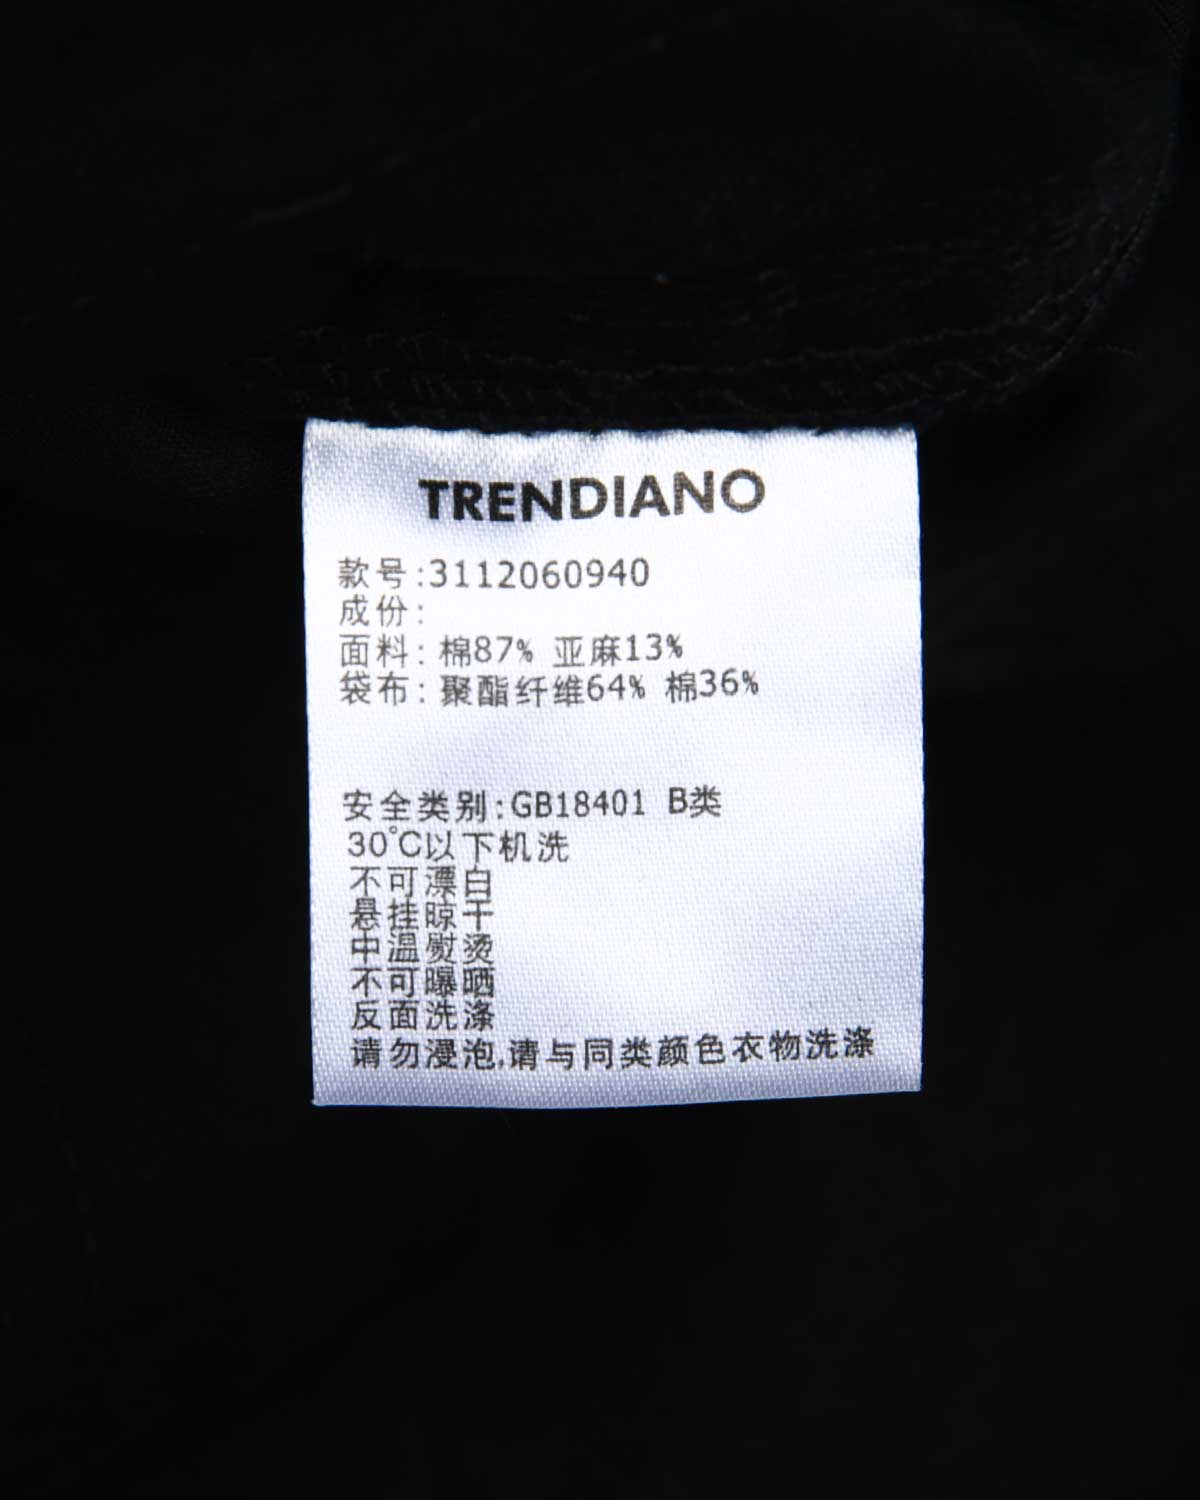 TRENDIANO
款号:3112060940
成份:
面料: 棉87% 亚麻13%
袋布: 聚酯纤维64% 棉36%
安全类别:GB18401 B类
30℃以下机洗
不可漂白
悬挂晾干
中温熨烫
不可曝晒
反面洗涤
请勿浸泡,请与同类颜色衣物洗涤